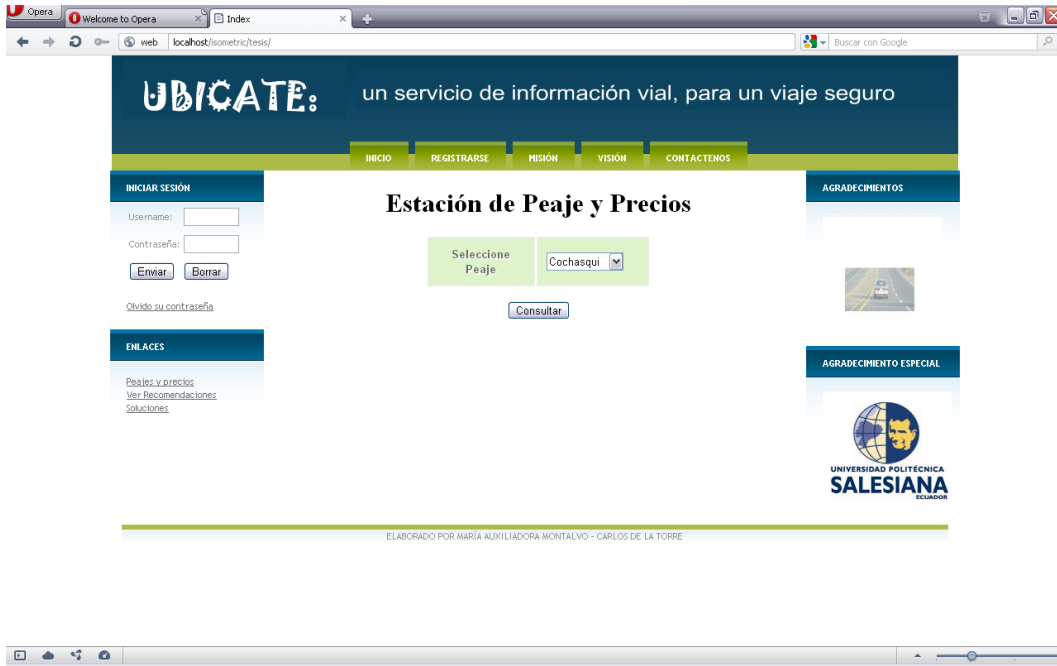 Opera
Welcome to Opera
Index
web
localhost/isometric/tesis/
Buscar con Google
UBICATE:
un servicio de información vial, para un viaje seguro
INICIO
REGISTRARSE
MISIÓN
VISIÓN
CONTACTENOS
INICIAR SESIÓN
Username:
Contraseña:
Enviar
Borrar
Olvido su contraseña
ENLACES
Peajes y precios
Ver Recomendaciones
Soluciones
Estación de Peaje y Precios
Seleccione
Peaje
Cochasqui
Consultar
AGRADECIMIENTOS
AGRADECIMIENTO ESPECIAL
UNIVERSIDAD POLITÉCNICA
SALESIANA
ECUADOR
ELABORADO POR MARÍA AUXILIADORA MONTALVO - CARLOS DE LA TORRE